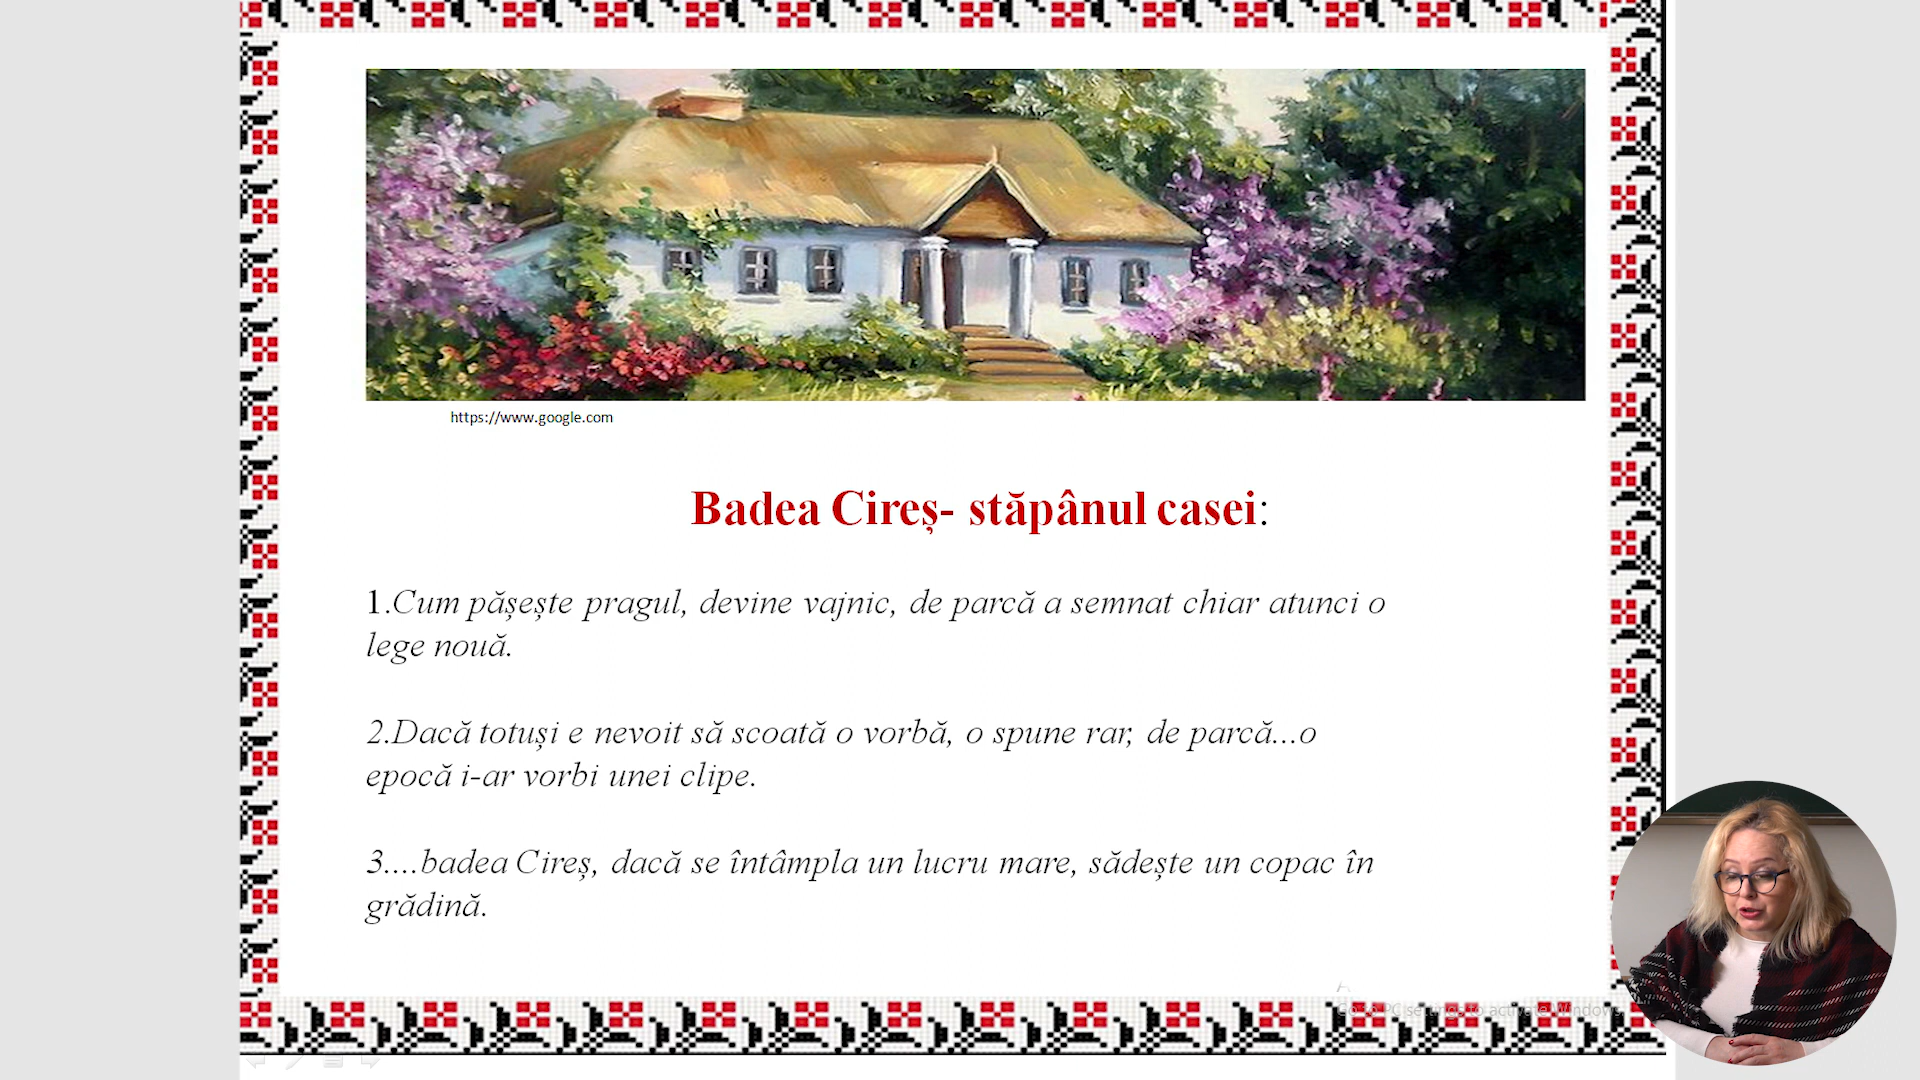 https://www.google.com
Badea Cireș- stăpânul casei:
1.Cum pășește pragul, devine vajnic, de parcă a semnat chiar atunci o
lege nouă.
2.Dacă totuși e nevoit să scoată o vorbă, o spune rar, de parcă...o
epocă i-ar vorbi unei clipe.
3....badea Cireș, dacă se întâmpla un lucru mare, sădește un copac în
grădină.